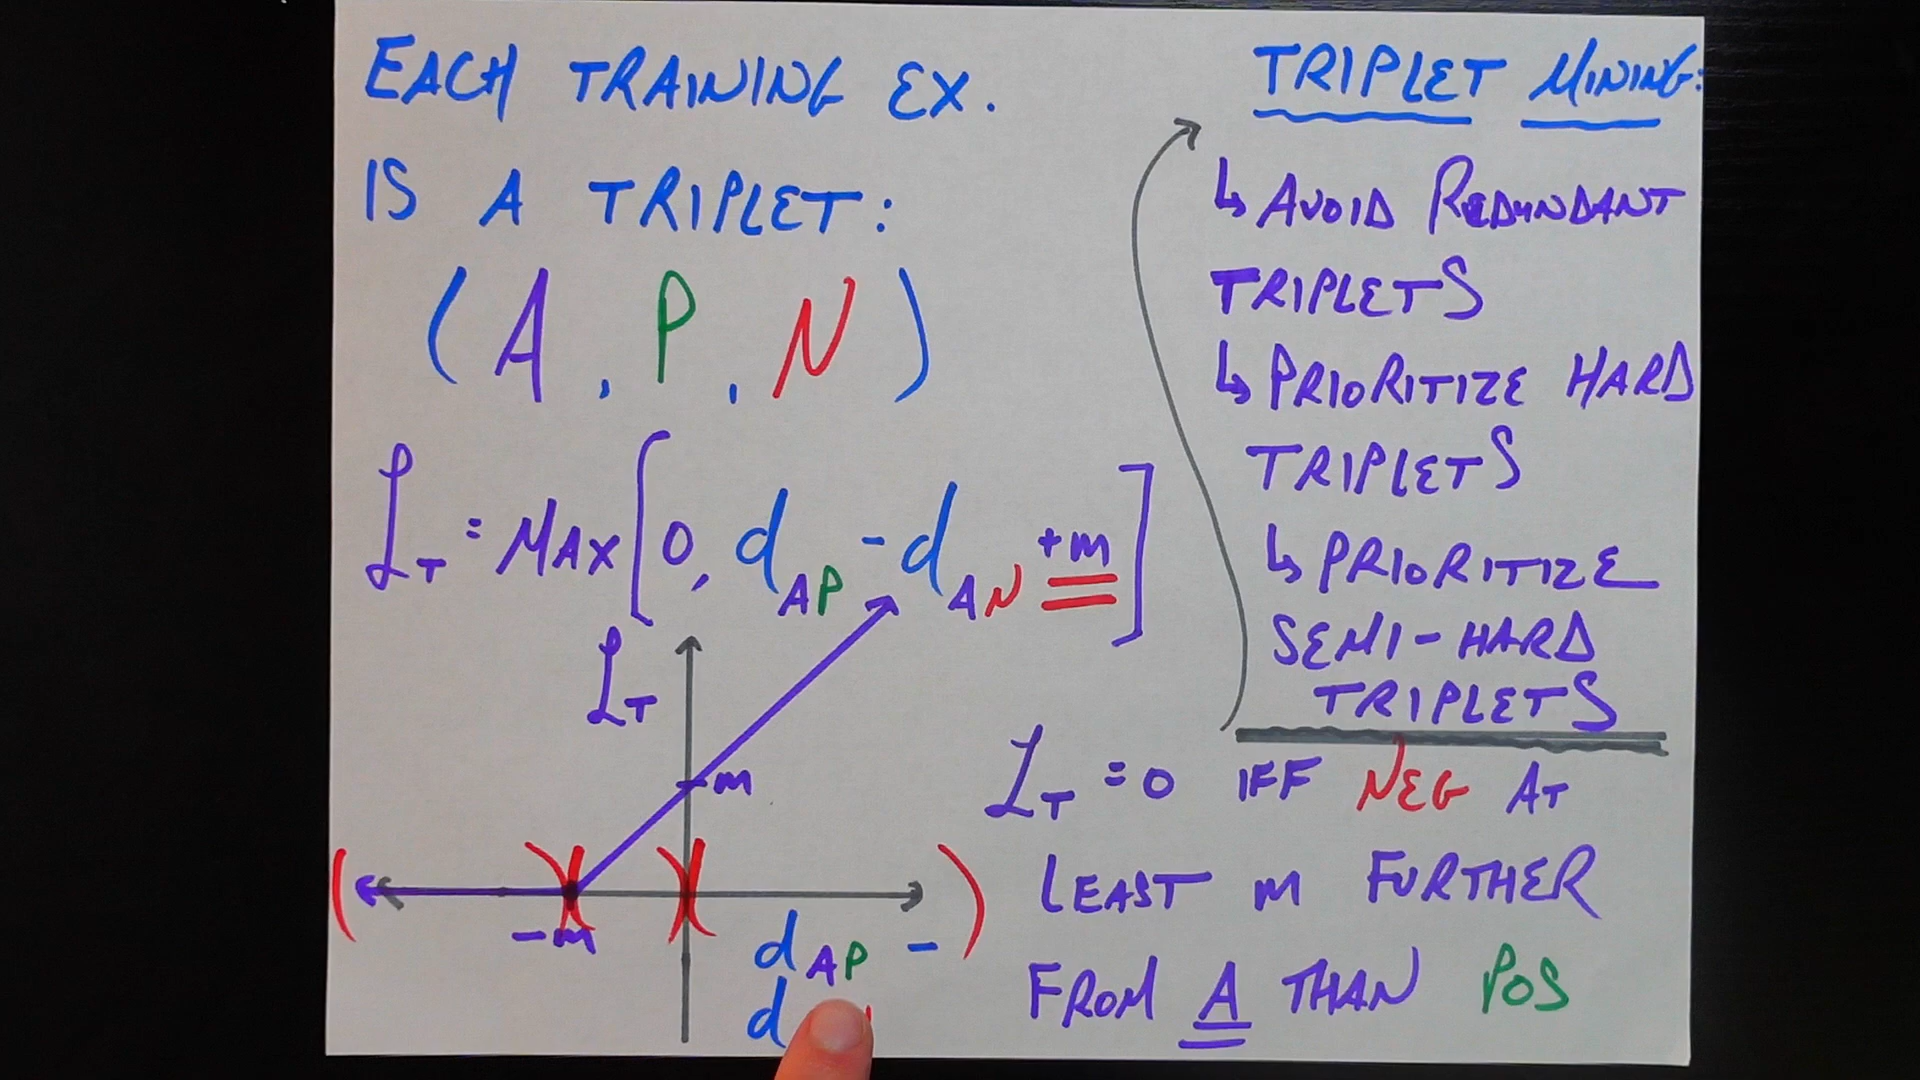 EACH TRAINING EX.
IS A TRIPLET:
(A, P, N)
L_T = MAX[0, d_AP - d_AN +m]
L_T
m
-m
d_AP -
d
TRIPLET MINING:
↳ AVOID REDUNDANT
TRIPLETS
↳ PRIORITIZE HARD
TRIPLETS
↳ PRIORITIZE
SEMI-HARD
TRIPLETS
L_T = 0 IFF NEG AT
LEAST m FURTHER
FROM A THAN POS